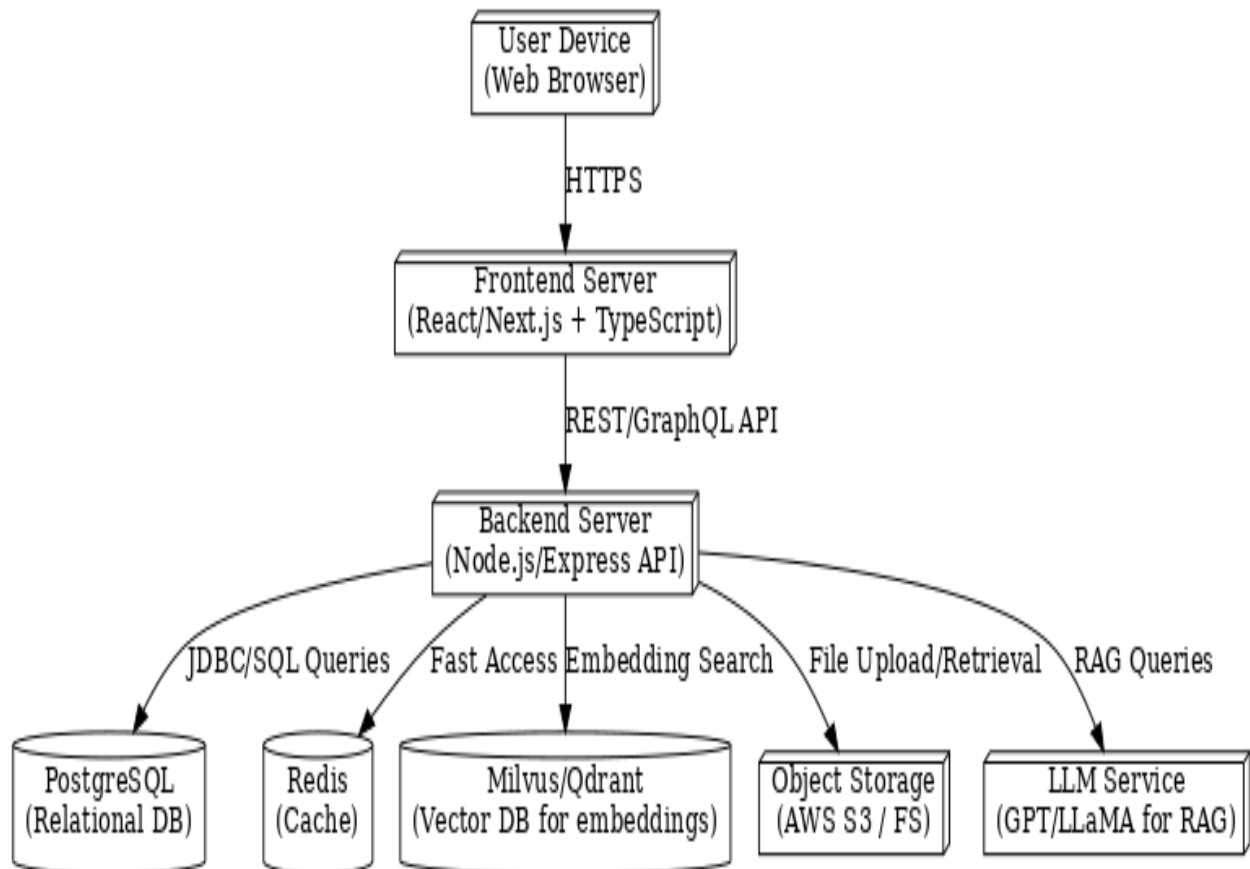 User Device
(Web Browser)
HTTPS
Frontend Server
(React/Next.js + TypeScript)
REST/GraphQL API
Backend Server
(Node.js/Express API)
JDBC/SQL Queries
Fast Access
Embedding Search
File Upload/Retrieval
RAG Queries
PostgreSQL
(Relational DB)
Redis
(Cache)
Milvus/Qdrant
(Vector DB for embeddings)
Object Storage
(AWS S3 / FS)
LLM Service
(GPT/LLaMA for RAG)